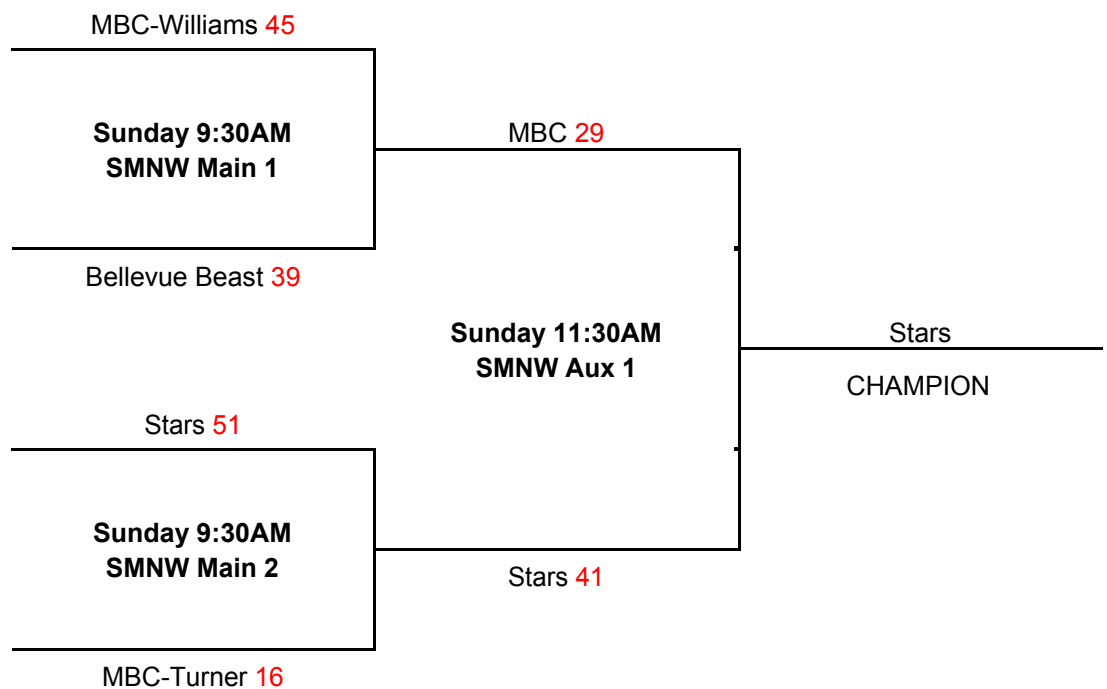 MBC-Williams 45
Sunday 9:30AM
SMNW Main 1
MBC 29
Bellevue Beast 39
Sunday 11:30AM
SMNW Aux 1
Stars
CHAMPION
Stars 51
Sunday 9:30AM
SMNW Main 2
Stars 41
MBC-Turner 16